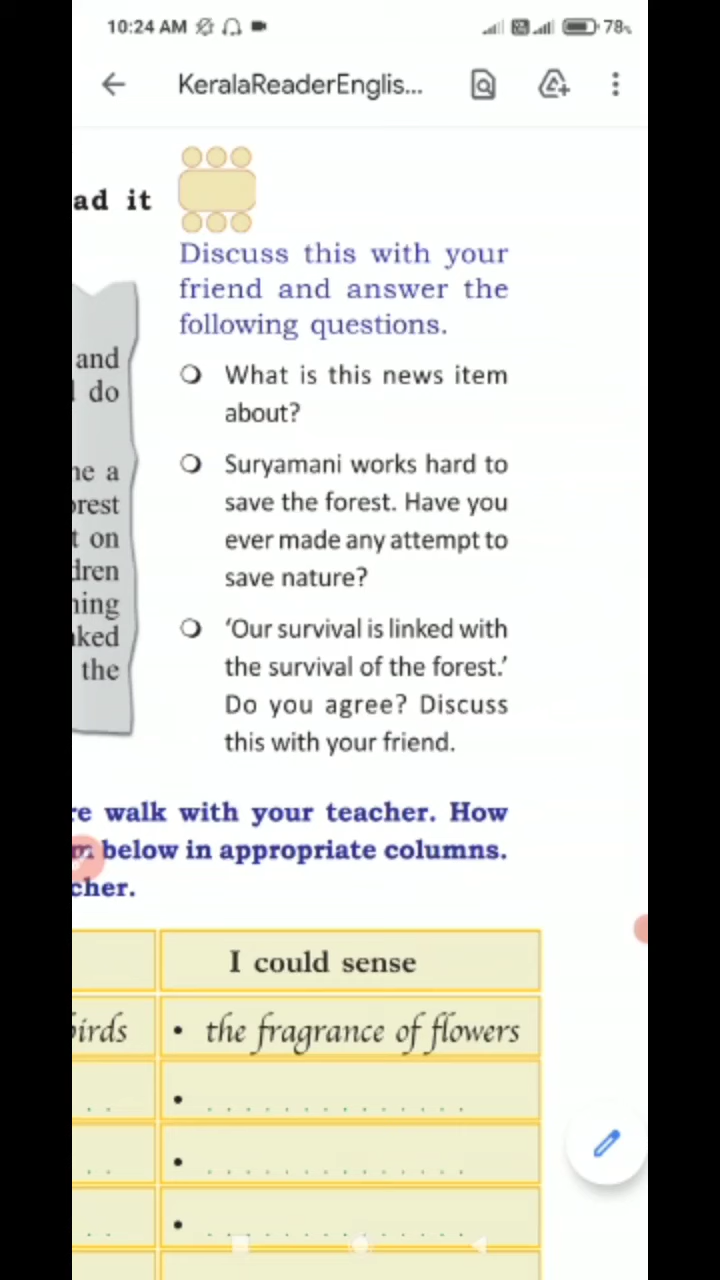 10:24 AM
78%
KeralaReaderEnglis...
ad it
Discuss this with your
friend and answer the
following questions.
and
do
What is this news item
about?
Suryamani works hard to
save the forest. Have you
ever made any attempt to
save nature?
'Our survival is linked with
the survival of the forest.'
Do you agree? Discuss
this with your friend.
ne a
orest
t on
dren
ning
ked
the
re walk with your teacher. How
below in appropriate columns.
cher.
I could sense
birds
• the fragrance of flowers